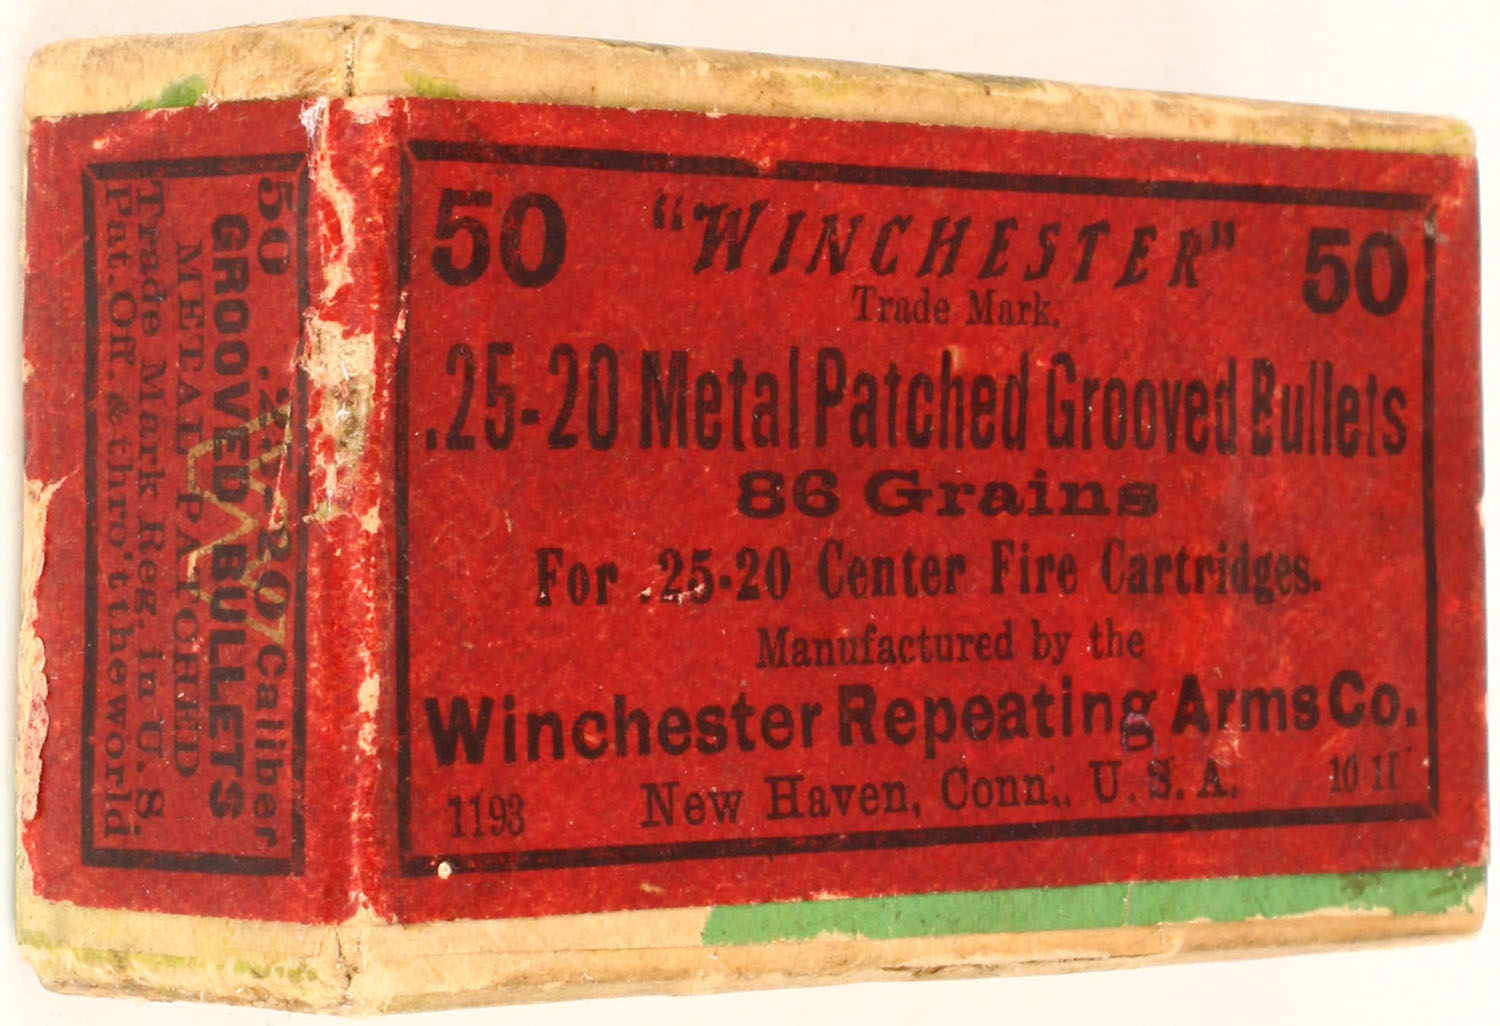 50 "WINCHESTER" 50
Trade Mark.
.25-20 Metal Patched Grooved Bullets
86 Grains
For .25-20 Center Fire Cartridges.
Manufactured by the
Winchester Repeating Arms Co.
1193 New Haven, Conn., U.S.A. 10-11
50 .25-20 Caliber
GROOVED BULLETS
METAL PATCHED
Trade Mark Reg. in U.S.
Pat. Off. & thro't the world
W